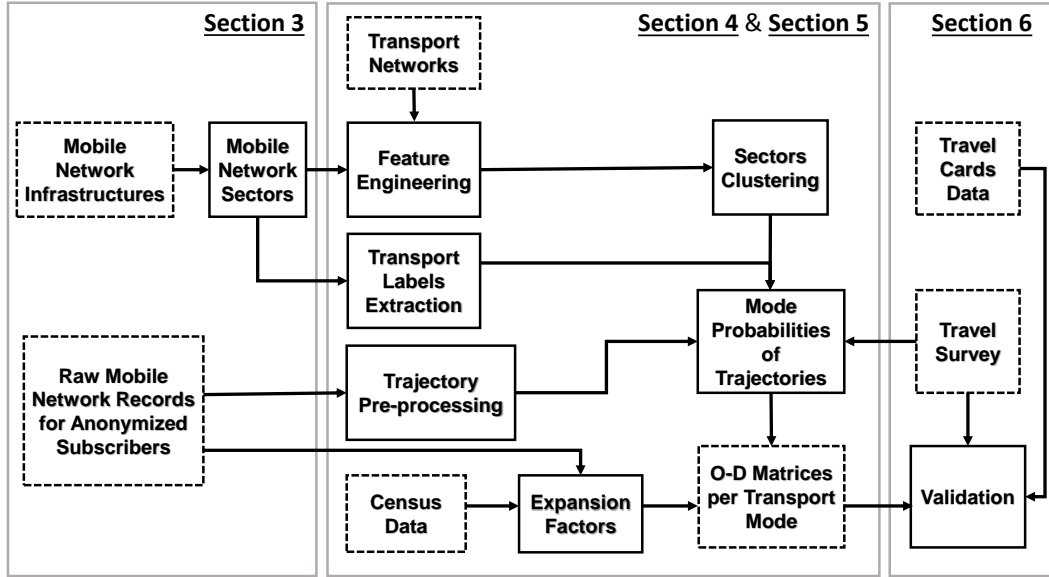 Section 3
Section 4 & Section 5
Section 6
Transport
Networks
Mobile
Network
Infrastructures
Mobile
Network
Sectors
Feature
Engineering
Sectors
Clustering
Travel
Cards
Data
Transport
Labels
Extraction
Mode
Probabilities
of
Trajectories
Travel
Survey
Raw Mobile
Network Records
for Anonymized
Subscribers
Trajectory
Pre-processing
Census
Data
Expansion
Factors
O-D Matrices
per Transport
Mode
Validation